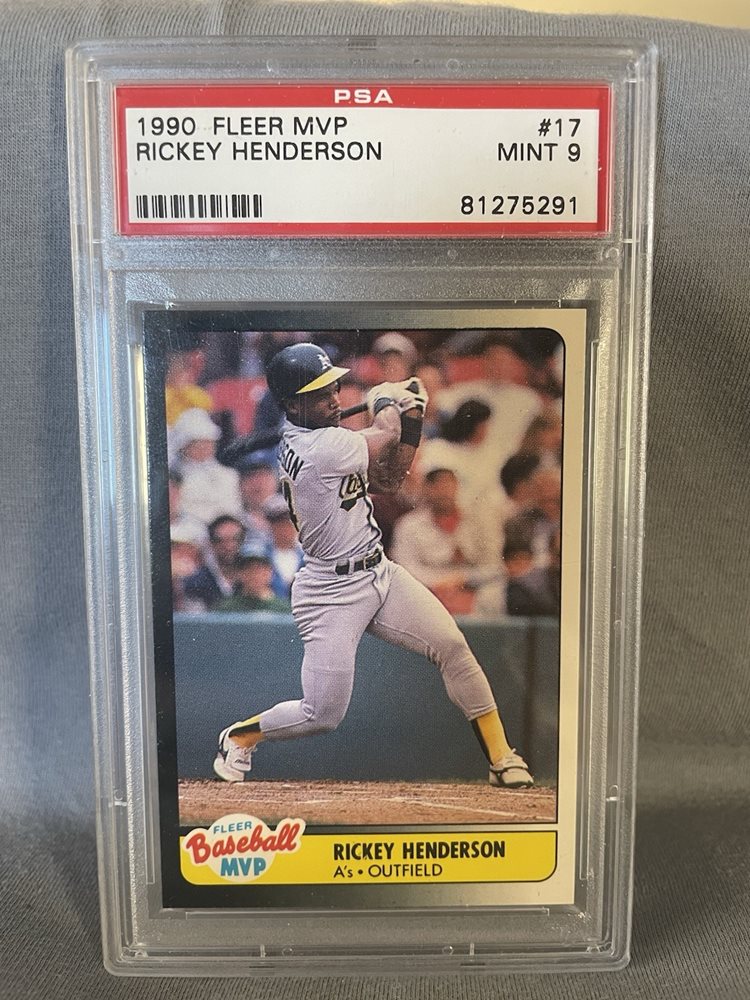 PSA
1990 FLEER MVP #17
RICKEY HENDERSON MINT 9
81275291
FLEER
Baseball
MVP
RICKEY HENDERSON
A's • OUTFIELD